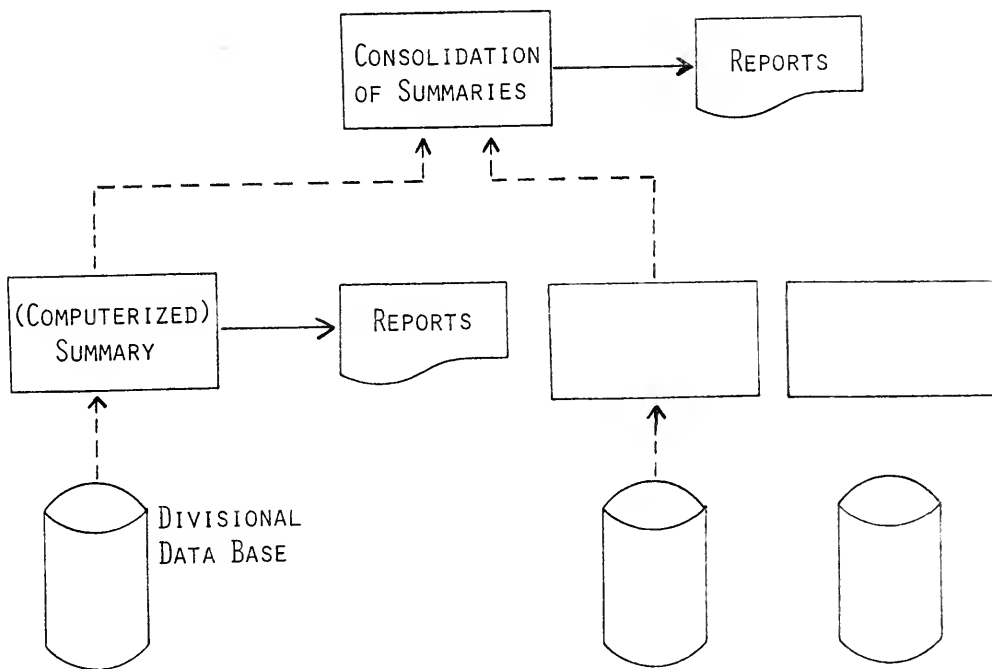 CONSOLIDATION
OF SUMMARIES
REPORTS
(COMPUTERIZED)
SUMMARY
REPORTS
DIVISIONAL
DATA BASE